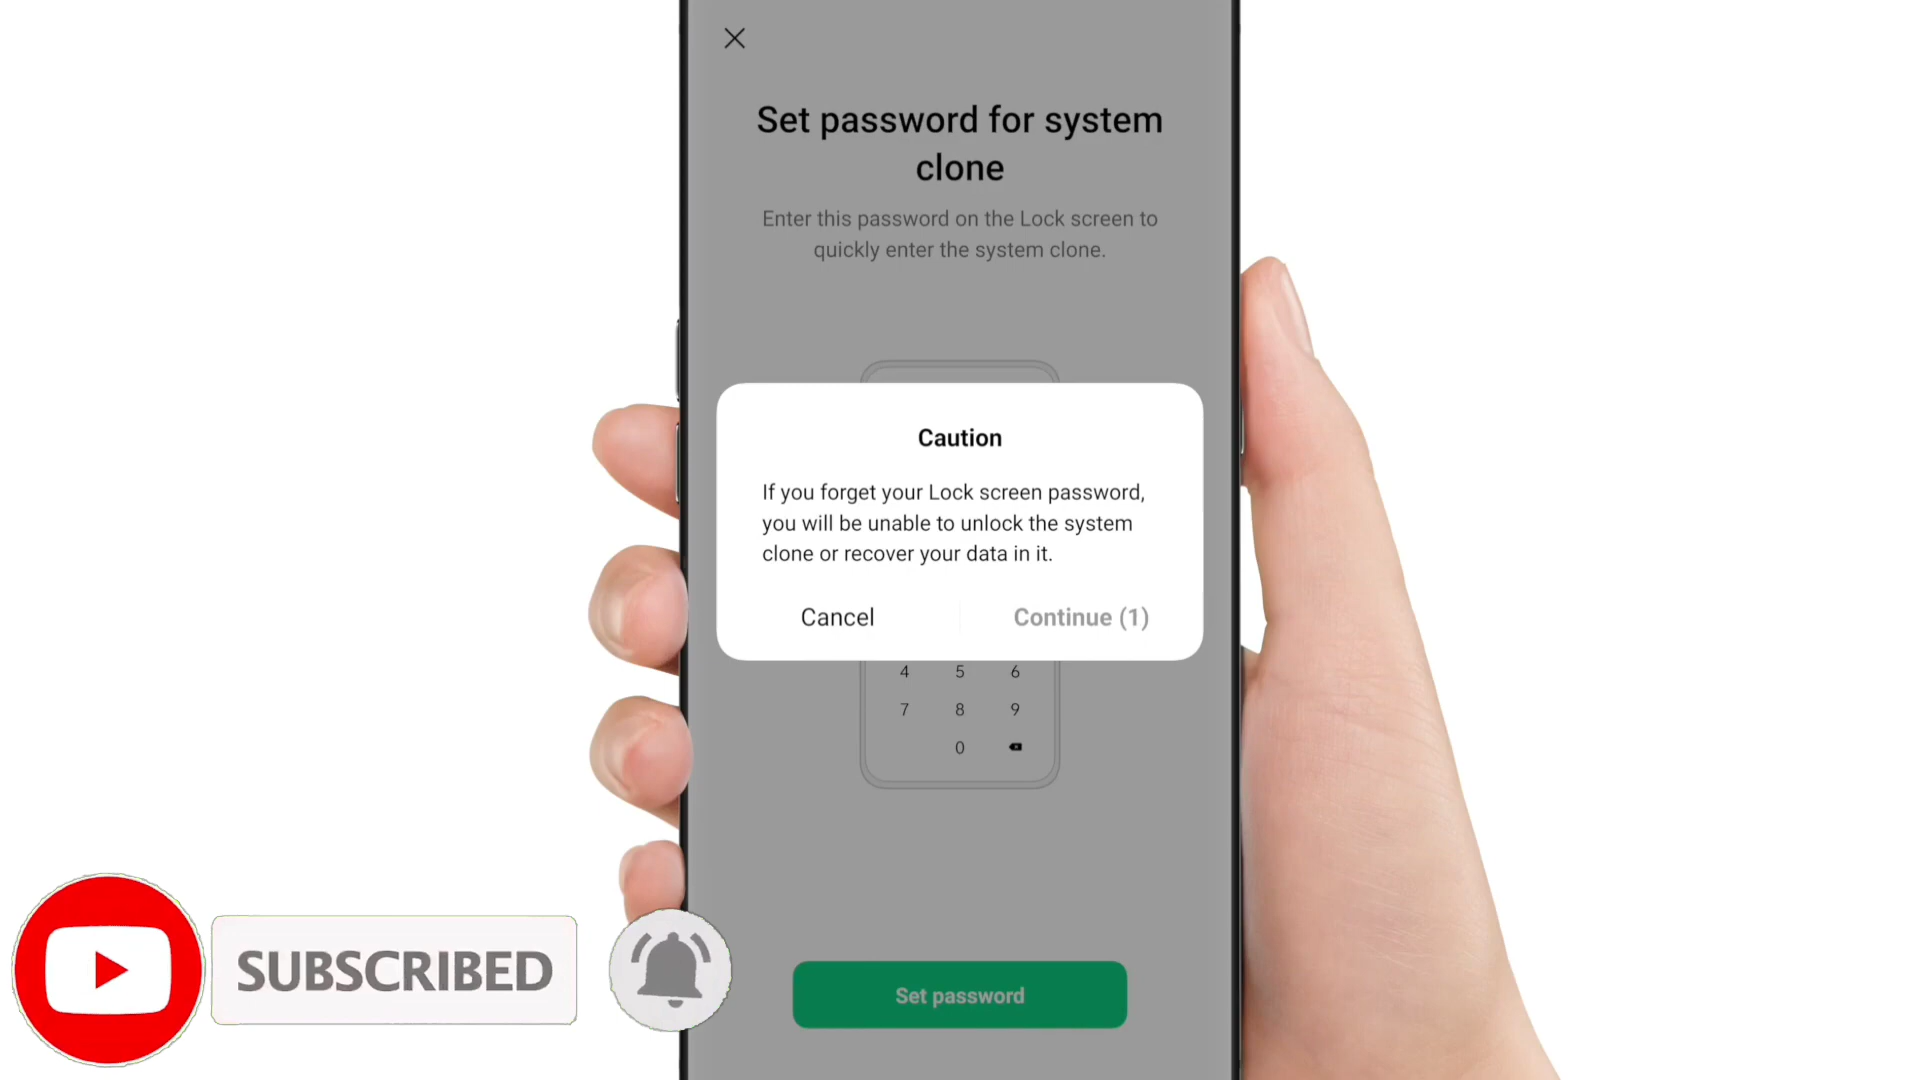 Set password for system
clone
Enter this password on the Lock screen to
quickly enter the system clone.
Caution
If you forget your Lock screen password,
you will be unable to unlock the system
clone or recover your data in it.
Cancel
Continue (1)
4 5 6
7 8 9
0
Set password
SUBSCRIBED